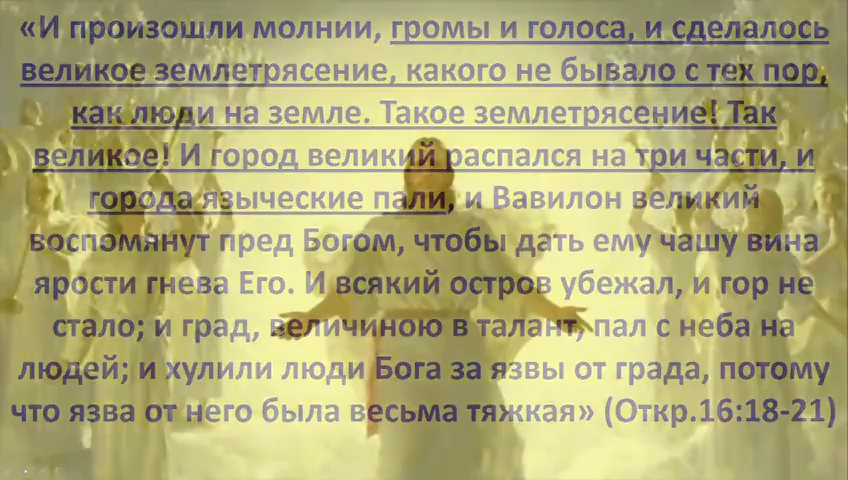 «И произошли молнии, громы и голоса, и сделалось
великое землетрясение, какого не бывало с тех пор,
как люди на земле. Такое землетрясение! Так
великое! И город великий распался на три части, и
города языческие пали, и Вавилон великий
воспомянут пред Богом, чтобы дать ему чашу вина
ярости гнева Его. И всякий остров убежал, и гор не
стало; и град, величиною в талант, пал с неба на
людей; и хулили люди Бога за язвы от града, потому
что язва от него была весьма тяжкая» (Откр.16:18-21)